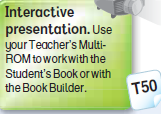 Interactive
presentation. Use
your Teacher's Multi-
ROM to work with the
Student's Book or with
the Book Builder.
T50